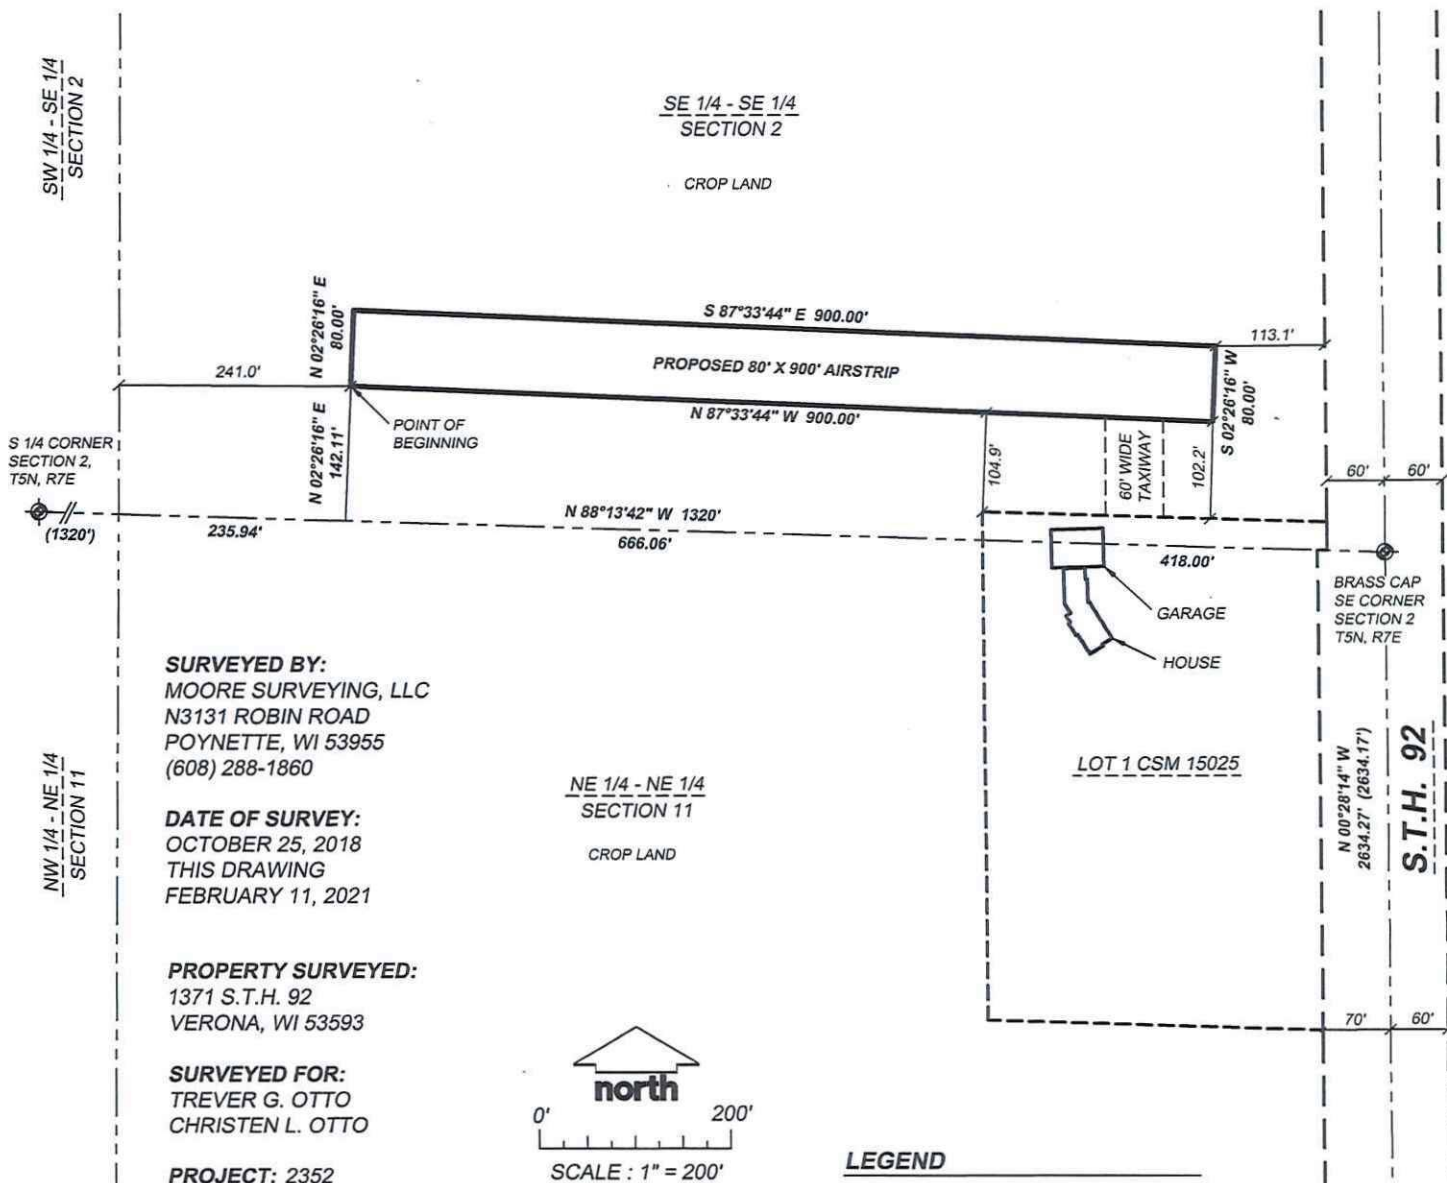 SW 1/4 - SE 1/4
SECTION 2
SE 1/4 - SE 1/4
SECTION 2
CROP LAND
N 02°26'16" E
80.00'
S 87°33'44" E 900.00'
113.1'
241.0'
PROPOSED 80' X 900' AIRSTRIP
S 02°26'16" W
80.00'
N 87°33'44" W 900.00'
POINT OF
BEGINNING
N 02°26'16" E
142.11'
S 1/4 CORNER
SECTION 2,
T5N, R7E
(1320')
104.9'
60' WIDE
TAXIWAY
102.2'
60'
60'
N 88°13'42" W 1320'
235.94'
666.06'
418.00'
BRASS CAP
SE CORNER
SECTION 2
T5N, R7E
GARAGE
HOUSE
SURVEYED BY:
MOORE SURVEYING, LLC
N3131 ROBIN ROAD
POYNETTE, WI 53955
(608) 288-1860
DATE OF SURVEY:
OCTOBER 25, 2018
THIS DRAWING
FEBRUARY 11, 2021
NW 1/4 - NE 1/4
SECTION 11
NE 1/4 - NE 1/4
SECTION 11
CROP LAND
LOT 1 CSM 15025
N 00°28'14" W
2634.27' (2634.17')
S.T.H. 92
PROPERTY SURVEYED:
1371 S.T.H. 92
VERONA, WI 53593
70'
60'
SURVEYED FOR:
TREVER G. OTTO
CHRISTEN L. OTTO
north
0' 200'
SCALE : 1" = 200'
PROJECT: 2352
LEGEND